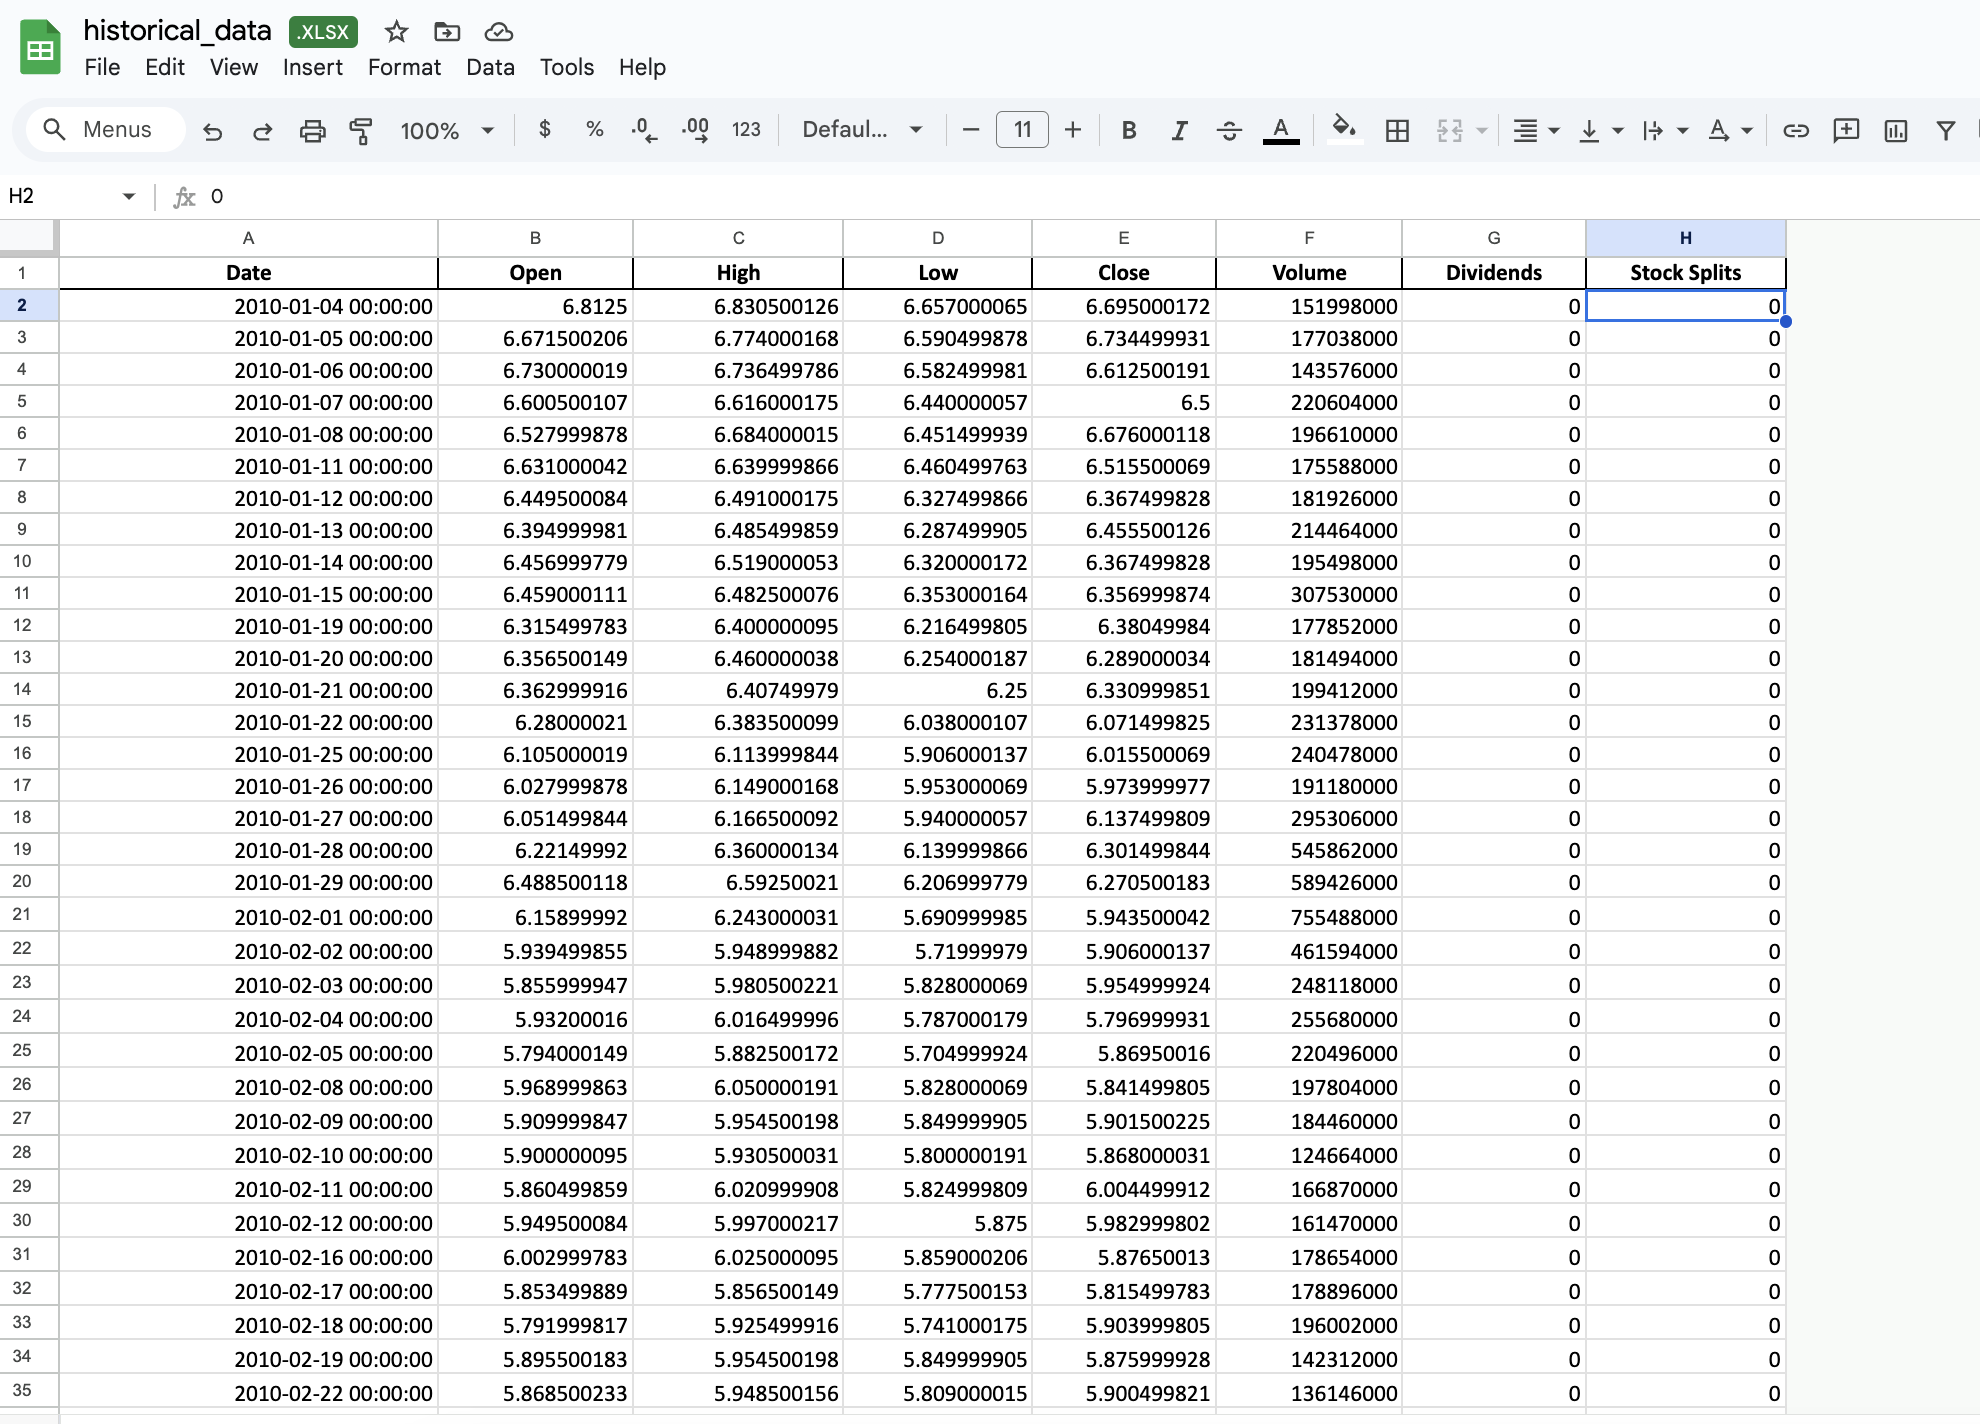 historical_data .XLSX
File Edit View Insert Format Data Tools Help
Menus 100% $ % .0 .00 123 Defaul... − 11 + B I S A A
H2 fx 0
A B C D E F G H
1 Date Open High Low Close Volume Dividends Stock Splits
2 2010-01-04 00:00:00 6.8125 6.830500126 6.657000065 6.695000172 151998000 0 0
3 2010-01-05 00:00:00 6.671500206 6.774000168 6.590499878 6.734499931 177038000 0 0
4 2010-01-06 00:00:00 6.730000019 6.736499786 6.582499981 6.612500191 143576000 0 0
5 2010-01-07 00:00:00 6.600500107 6.616000175 6.440000057 6.5 220604000 0 0
6 2010-01-08 00:00:00 6.527999878 6.684000015 6.451499939 6.676000118 196610000 0 0
7 2010-01-11 00:00:00 6.631000042 6.639999866 6.460499763 6.515500069 175588000 0 0
8 2010-01-12 00:00:00 6.449500084 6.491000175 6.327499866 6.367499828 181926000 0 0
9 2010-01-13 00:00:00 6.394999981 6.485499859 6.287499905 6.455500126 214464000 0 0
10 2010-01-14 00:00:00 6.456999779 6.519000053 6.320000172 6.367499828 195498000 0 0
11 2010-01-15 00:00:00 6.459000111 6.482500076 6.353000164 6.356999874 307530000 0 0
12 2010-01-19 00:00:00 6.315499783 6.400000095 6.216499805 6.38049984 177852000 0 0
13 2010-01-20 00:00:00 6.356500149 6.460000038 6.254000187 6.289000034 181494000 0 0
14 2010-01-21 00:00:00 6.362999916 6.40749979 6.25 6.330999851 199412000 0 0
15 2010-01-22 00:00:00 6.28000021 6.383500099 6.038000107 6.071499825 231378000 0 0
16 2010-01-25 00:00:00 6.105000019 6.113999844 5.906000137 6.015500069 240478000 0 0
17 2010-01-26 00:00:00 6.027999878 6.149000168 5.953000069 5.973999977 191180000 0 0
18 2010-01-27 00:00:00 6.051499844 6.166500092 5.940000057 6.137499809 295306000 0 0
19 2010-01-28 00:00:00 6.22149992 6.360000134 6.139999866 6.301499844 545862000 0 0
20 2010-01-29 00:00:00 6.488500118 6.59250021 6.206999779 6.270500183 589426000 0 0
21 2010-02-01 00:00:00 6.15899992 6.243000031 5.690999985 5.943500042 755488000 0 0
22 2010-02-02 00:00:00 5.939499855 5.948999882 5.71999979 5.906000137 461594000 0 0
23 2010-02-03 00:00:00 5.855999947 5.980500221 5.828000069 5.954999924 248118000 0 0
24 2010-02-04 00:00:00 5.93200016 6.016499996 5.787000179 5.796999931 255680000 0 0
25 2010-02-05 00:00:00 5.794000149 5.882500172 5.704999924 5.86950016 220496000 0 0
26 2010-02-08 00:00:00 5.968999863 6.050000191 5.828000069 5.841499805 197804000 0 0
27 2010-02-09 00:00:00 5.909999847 5.954500198 5.849999905 5.901500225 184460000 0 0
28 2010-02-10 00:00:00 5.900000095 5.930500031 5.800000191 5.868000031 124664000 0 0
29 2010-02-11 00:00:00 5.860499859 6.020999908 5.824999809 6.004499912 166870000 0 0
30 2010-02-12 00:00:00 5.949500084 5.997000217 5.875 5.982999802 161470000 0 0
31 2010-02-16 00:00:00 6.002999783 6.025000095 5.859000206 5.87650013 178654000 0 0
32 2010-02-17 00:00:00 5.853499889 5.856500149 5.777500153 5.815499783 178896000 0 0
33 2010-02-18 00:00:00 5.791999817 5.925499916 5.741000175 5.903999805 196002000 0 0
34 2010-02-19 00:00:00 5.895500183 5.954500198 5.849999905 5.875999928 142312000 0 0
35 2010-02-22 00:00:00 5.868500233 5.948500156 5.809000015 5.900499821 136146000 0 0